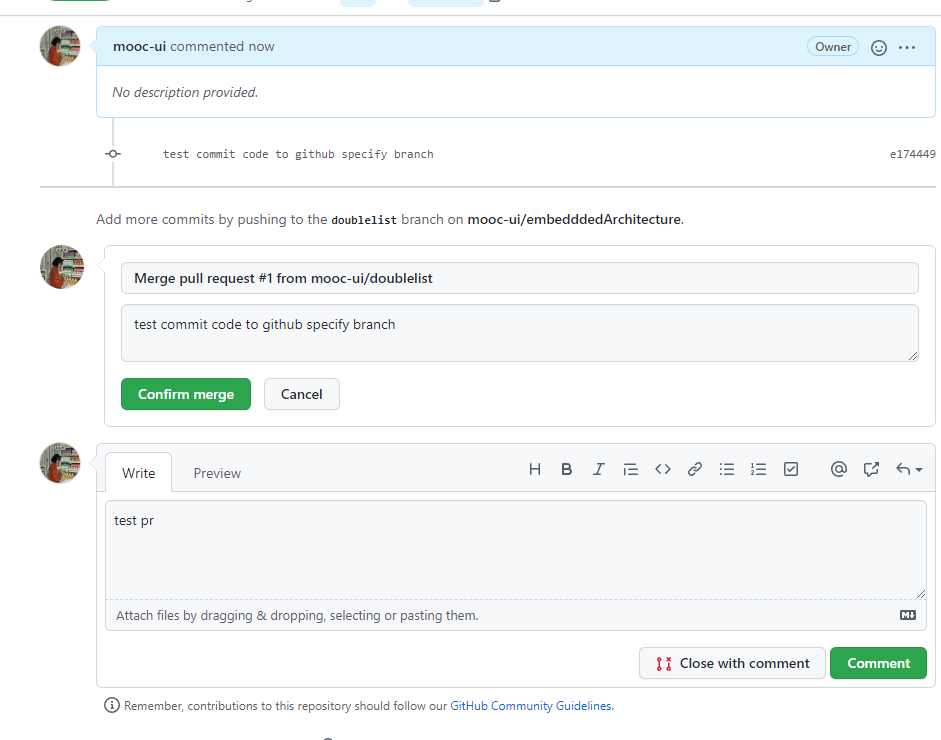 mooc-ui commented now
Owner
No description provided.
test commit code to github specify branch
e174449
Add more commits by pushing to the doublelist branch on mooc-ui/embedddedArchitecture.
Merge pull request #1 from mooc-ui/doublelist
test commit code to github specify branch
Confirm merge
Cancel
Write
Preview
test pr
Attach files by dragging & dropping, selecting or pasting them.
Close with comment
Comment
Remember, contributions to this repository should follow our GitHub Community Guidelines.